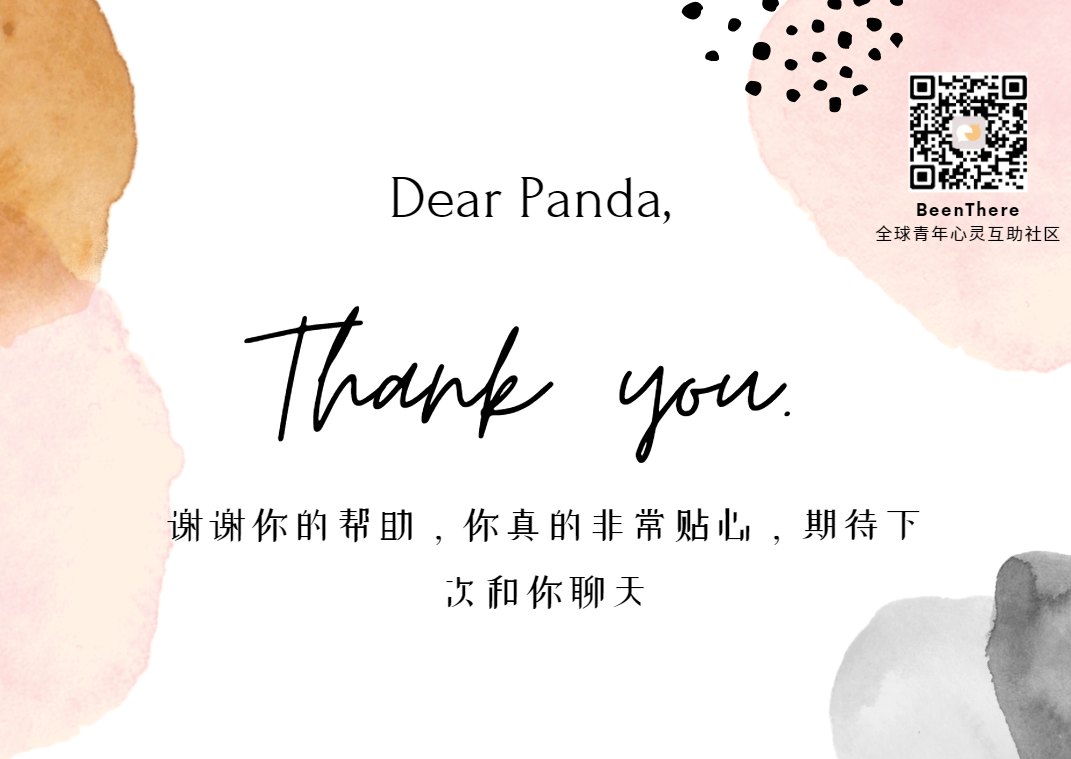 Dear Panda,
BeenThere
全球青年心灵互助社区
Thank you.
谢谢你的帮助，你真的非常贴心，期待下
次和你聊天